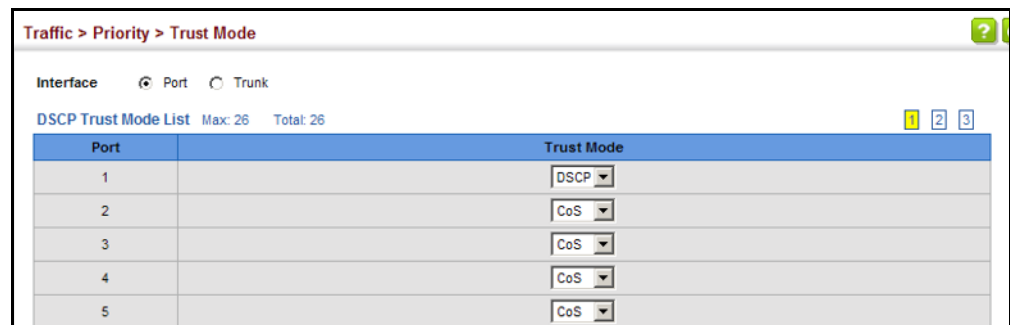 Traffic > Priority > Trust Mode
?
Interface Port Trunk
DSCP Trust Mode List Max: 26 Total: 26 1 2 3
Port Trust Mode
1 DSCP
2 CoS
3 CoS
4 CoS
5 CoS